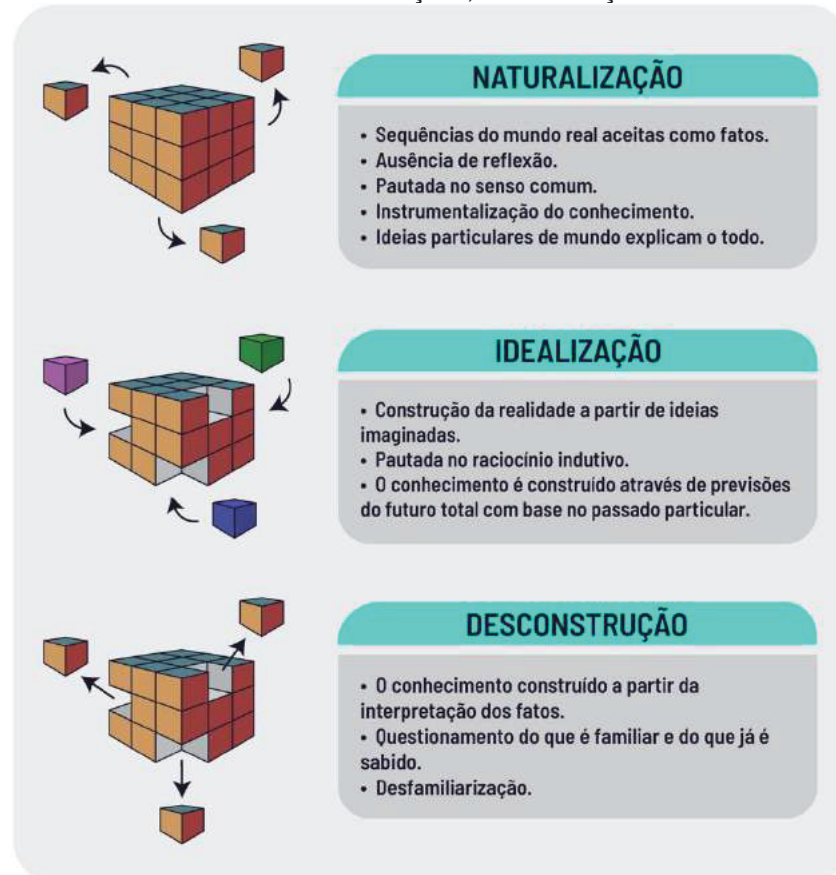 NATURALIZAÇÃO
• Sequências do mundo real aceitas como fatos.
• Ausência de reflexão.
• Pautada no senso comum.
• Instrumentalização do conhecimento.
• Ideias particulares de mundo explicam o todo.
IDEALIZAÇÃO
• Construção da realidade a partir de ideias
imaginadas.
• Pautada no raciocínio indutivo.
• O conhecimento é construído através de previsões
do futuro total com base no passado particular.
DESCONSTRUÇÃO
• O conhecimento construído a partir da
interpretação dos fatos.
• Questionamento do que é familiar e do que já é
sabido.
• Desfamiliarização.